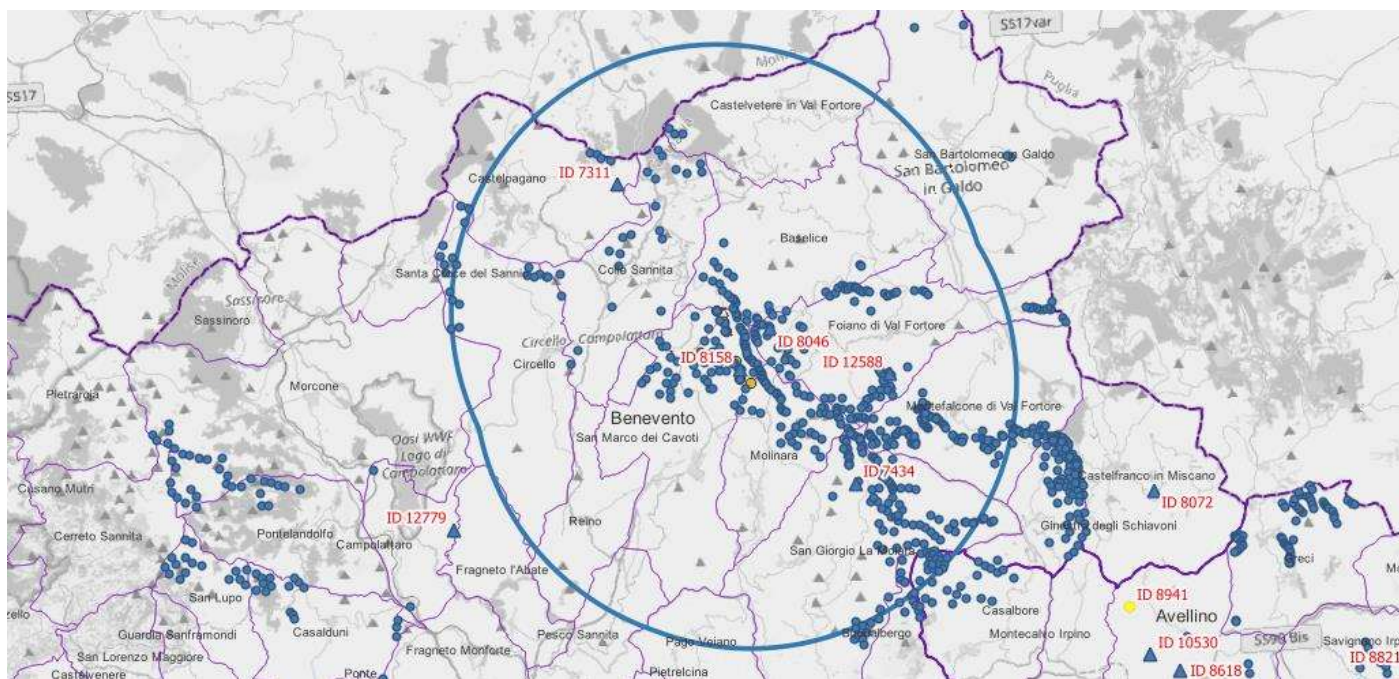 SS17var
Molise
SS17
Puglia
Castelvetere in Val Fortore
San Bartolomeo in Galdo
San Bartolomeo
in Galdo
ID 7311
Castelpagano
Baselice
Santa Croce del Sannio
Colle Sannita
Molise
Sassinoro
Sassinoro
Circello
Campolattaro
Foiano di Val Fortore
ID 8046
ID 8158
ID 12588
Circello
Morcone
Pietraroja
Montefalcone di Val Fortore
Benevento
San Marco dei Cavoti
Oasi WWF
Lago di
Campolattaro
Molinara
ID 7434
Castelfranco in Miscano
ID 8072
Cusano Mutri
ID 12779
Reino
Ginestra degli Schiavoni
Cerreto Sannita
Pontelandolfo
Campolattaro
San Giorgio La Molara
Greci
Fragneto l'Abate
ID 8941
San Lupo
Casalbore
Avellino
Guardia Sanframondi
Casalduni
Pesco Sannita
Pago Veiano
Buonalbergo
Montecalvo Irpino
ID 10530
SS90 Bis
Savignano Irp
San Lorenzo Maggiore
Fragneto Monforte
ID 8821
Castelvenere
Ponte
Pietrelcina
ID 8618